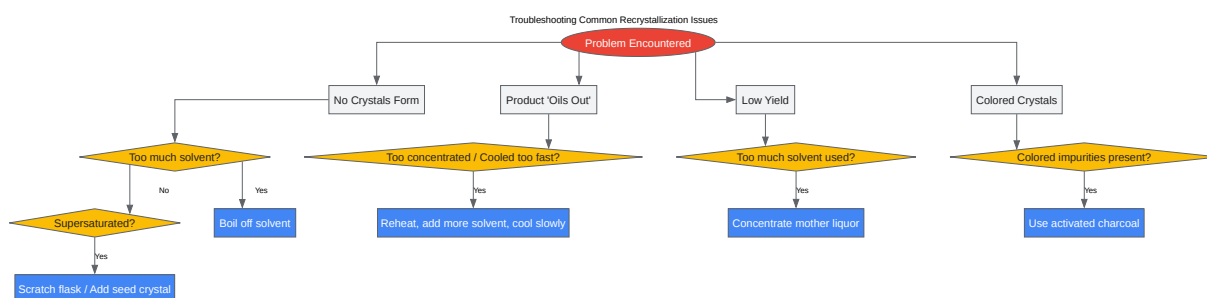 Troubleshooting Common Recrystallization Issues
Problem Encountered
No Crystals Form
Product 'Oils Out'
Low Yield
Colored Crystals
Too much solvent?
Too concentrated / Cooled too fast?
Too much solvent used?
Colored impurities present?
No
Yes
Yes
Yes
Yes
Supersaturated?
Boil off solvent
Reheat, add more solvent, cool slowly
Concentrate mother liquor
Use activated charcoal
Yes
Scratch flask / Add seed crystal